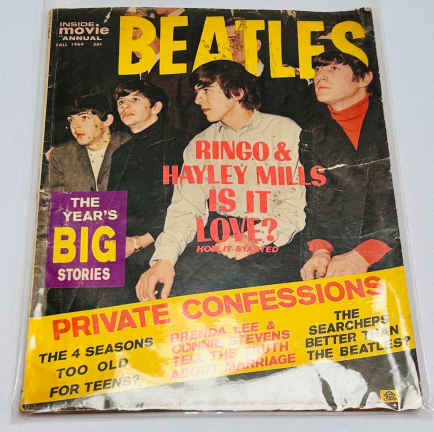 INSIDE
movie
ANNUAL
FALL 1964
BEATLES
RINGO &
HAYLEY MILLS
IS IT
LOVE?
HOW IT STARTED
THE
YEAR'S
BIG
STORIES
PRIVATE CONFESSIONS
THE 4 SEASONS
TOO OLD
FOR TEENS?
BRENDA LEE &
CONNIE STEVENS
TELL THE TRUTH
ABOUT MARRIAGE
THE
SEARCHERS
BETTER THAN
THE BEATLES?